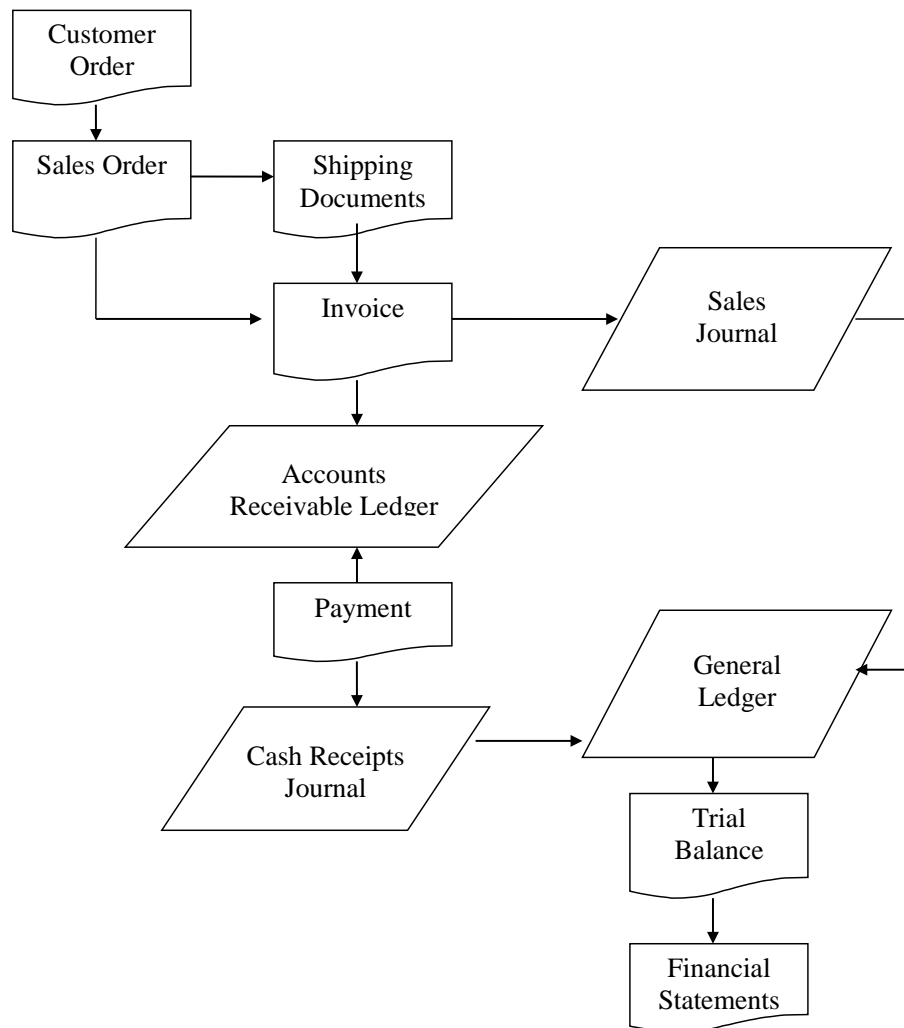 Customer
Order
Sales Order
Shipping
Documents
Invoice
Sales
Journal
Accounts
Receivable Ledger
Payment
General
Ledger
Cash Receipts
Journal
Trial
Balance
Financial
Statements